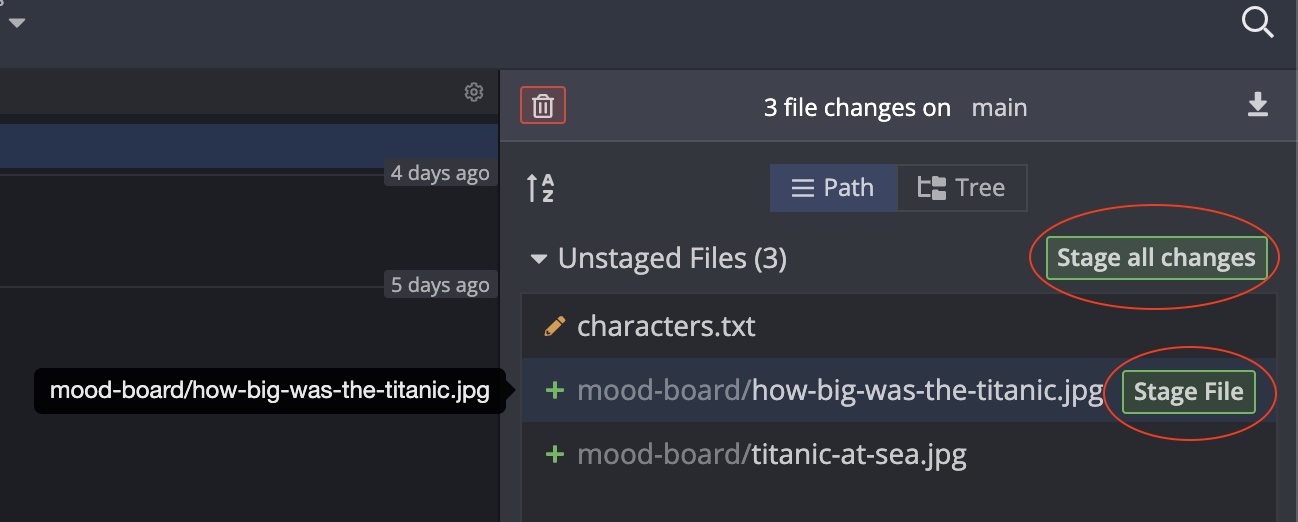 3 file changes on main
4 days ago
A
Z
Path
Tree
Unstaged Files (3)
Stage all changes
5 days ago
characters.txt
mood-board/how-big-was-the-titanic.jpg
mood-board/how-big-was-the-titanic.jpg
Stage File
mood-board/titanic-at-sea.jpg